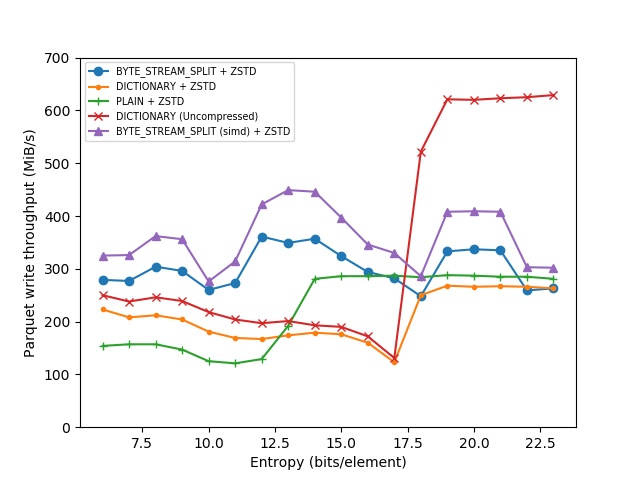 700
600
500
400
300
200
100
0
Parquet write throughput (MiB/s)
BYTE_STREAM_SPLIT + ZSTD
DICTIONARY + ZSTD
PLAIN + ZSTD
DICTIONARY (Uncompressed)
BYTE_STREAM_SPLIT (simd) + ZSTD
7.5 10.0 12.5 15.0 17.5 20.0 22.5
Entropy (bits/element)